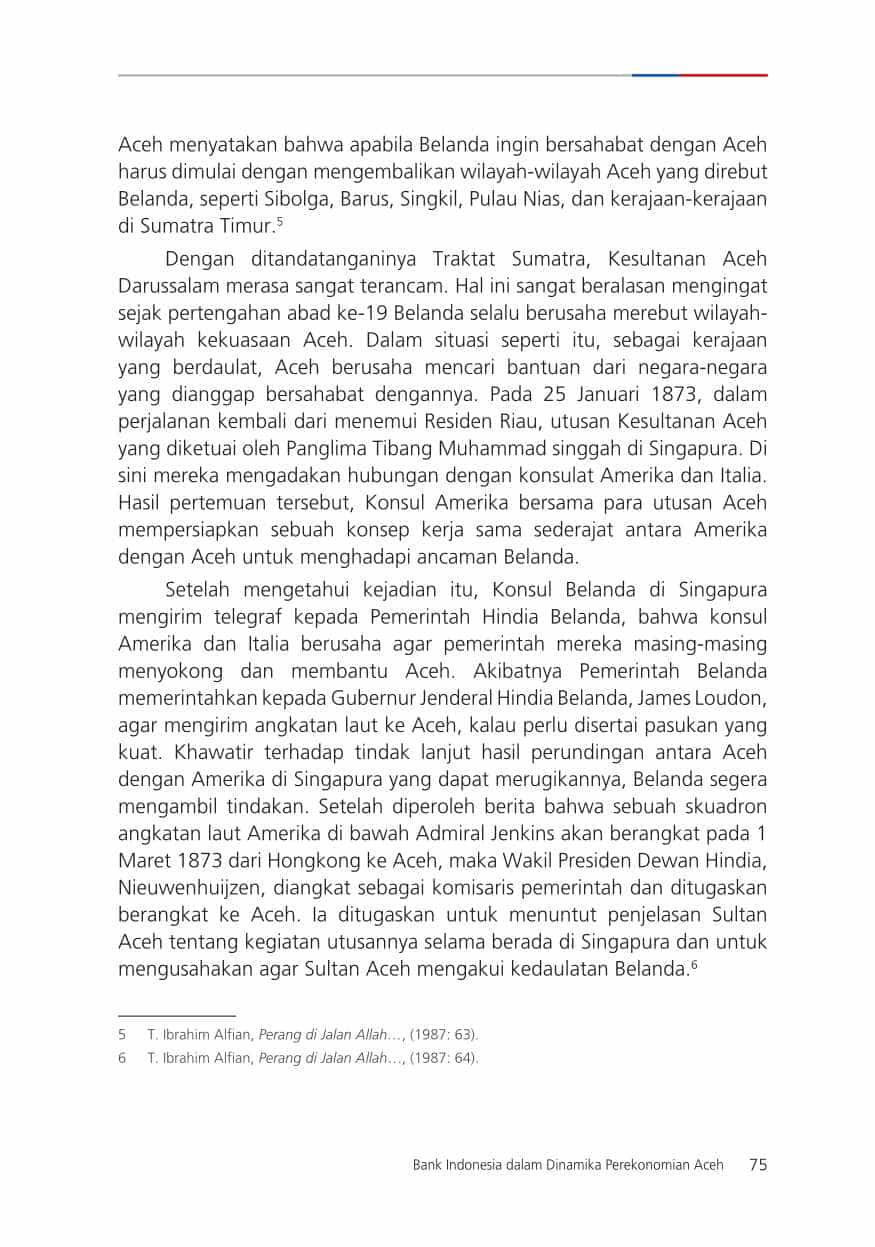 Aceh menyatakan bahwa apabila Belanda ingin bersahabat dengan Aceh
harus dimulai dengan mengembalikan wilayah-wilayah Aceh yang direbut
Belanda, seperti Sibolga, Barus, Singkil, Pulau Nias, dan kerajaan-kerajaan
di Sumatra Timur.⁵
Dengan ditandatanganinya Traktat Sumatra, Kesultanan Aceh
Darussalam merasa sangat terancam. Hal ini sangat beralasan mengingat
sejak pertengahan abad ke-19 Belanda selalu berusaha merebut wilayah-
wilayah kekuasaan Aceh. Dalam situasi seperti itu, sebagai kerajaan
yang berdaulat, Aceh berusaha mencari bantuan dari negara-negara
yang dianggap bersahabat dengannya. Pada 25 Januari 1873, dalam
perjalanan kembali dari menemui Residen Riau, utusan Kesultanan Aceh
yang diketuai oleh Panglima Tibang Muhammad singgah di Singapura. Di
sini mereka mengadakan hubungan dengan konsulat Amerika dan Italia.
Hasil pertemuan tersebut, Konsul Amerika bersama para utusan Aceh
mempersiapkan sebuah konsep kerja sama sederajat antara Amerika
dengan Aceh untuk menghadapi ancaman Belanda.
Setelah mengetahui kejadian itu, Konsul Belanda di Singapura
mengirim telegraf kepada Pemerintah Hindia Belanda, bahwa konsul
Amerika dan Italia berusaha agar pemerintah mereka masing-masing
menyokong dan membantu Aceh. Akibatnya Pemerintah Belanda
memerintahkan kepada Gubernur Jenderal Hindia Belanda, James Loudon,
agar mengirim angkatan laut ke Aceh, kalau perlu disertai pasukan yang
kuat. Khawatir terhadap tindak lanjut hasil perundingan antara Aceh
dengan Amerika di Singapura yang dapat merugikannya, Belanda segera
mengambil tindakan. Setelah diperoleh berita bahwa sebuah skuadron
angkatan laut Amerika di bawah Admiral Jenkins akan berangkat pada 1
Maret 1873 dari Hongkong ke Aceh, maka Wakil Presiden Dewan Hindia,
Nieuwenhuijzen, diangkat sebagai komisaris pemerintah dan ditugaskan
berangkat ke Aceh. Ia ditugaskan untuk menuntut penjelasan Sultan
Aceh tentang kegiatan utusannya selama berada di Singapura dan untuk
mengusahakan agar Sultan Aceh mengakui kedaulatan Belanda.⁶
5 T. Ibrahim Alfian, Perang di Jalan Allah…, (1987: 63).
6 T. Ibrahim Alfian, Perang di Jalan Allah…, (1987: 64).
Bank Indonesia dalam Dinamika Perekonomian Aceh 75